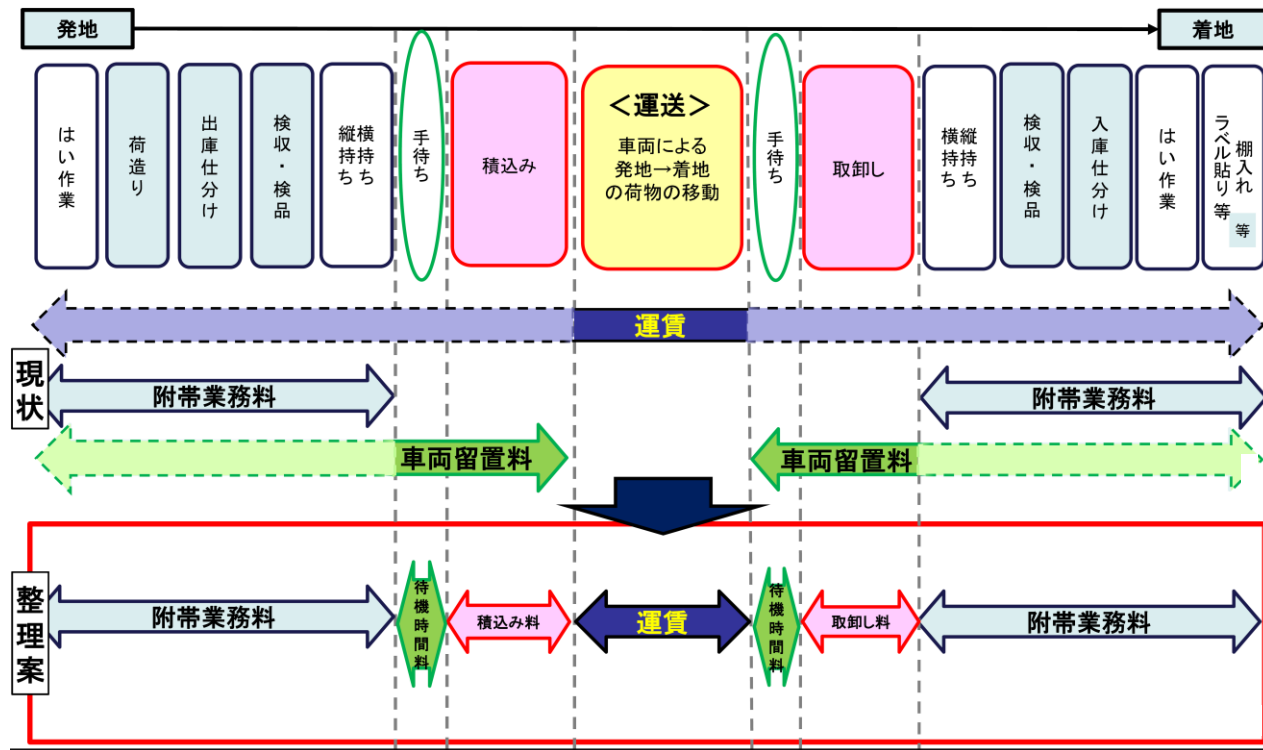 発地
着地
はい作業
荷造り
出庫仕分け
検収・検品
横持ち
縦持ち
手待ち
積込み
＜運送＞
車両による
発地→着地
の荷物の移動
手待ち
取卸し
縦持ち
横持ち
検収・検品
入庫仕分け
はい作業
棚入れ
ラベル貼り 等
等
運賃
現状
附帯業務料
附帯業務料
車両留置料
車両留置料
整理案
附帯業務料
待機時間料
積込み料
運賃
待機時間料
取卸し料
附帯業務料